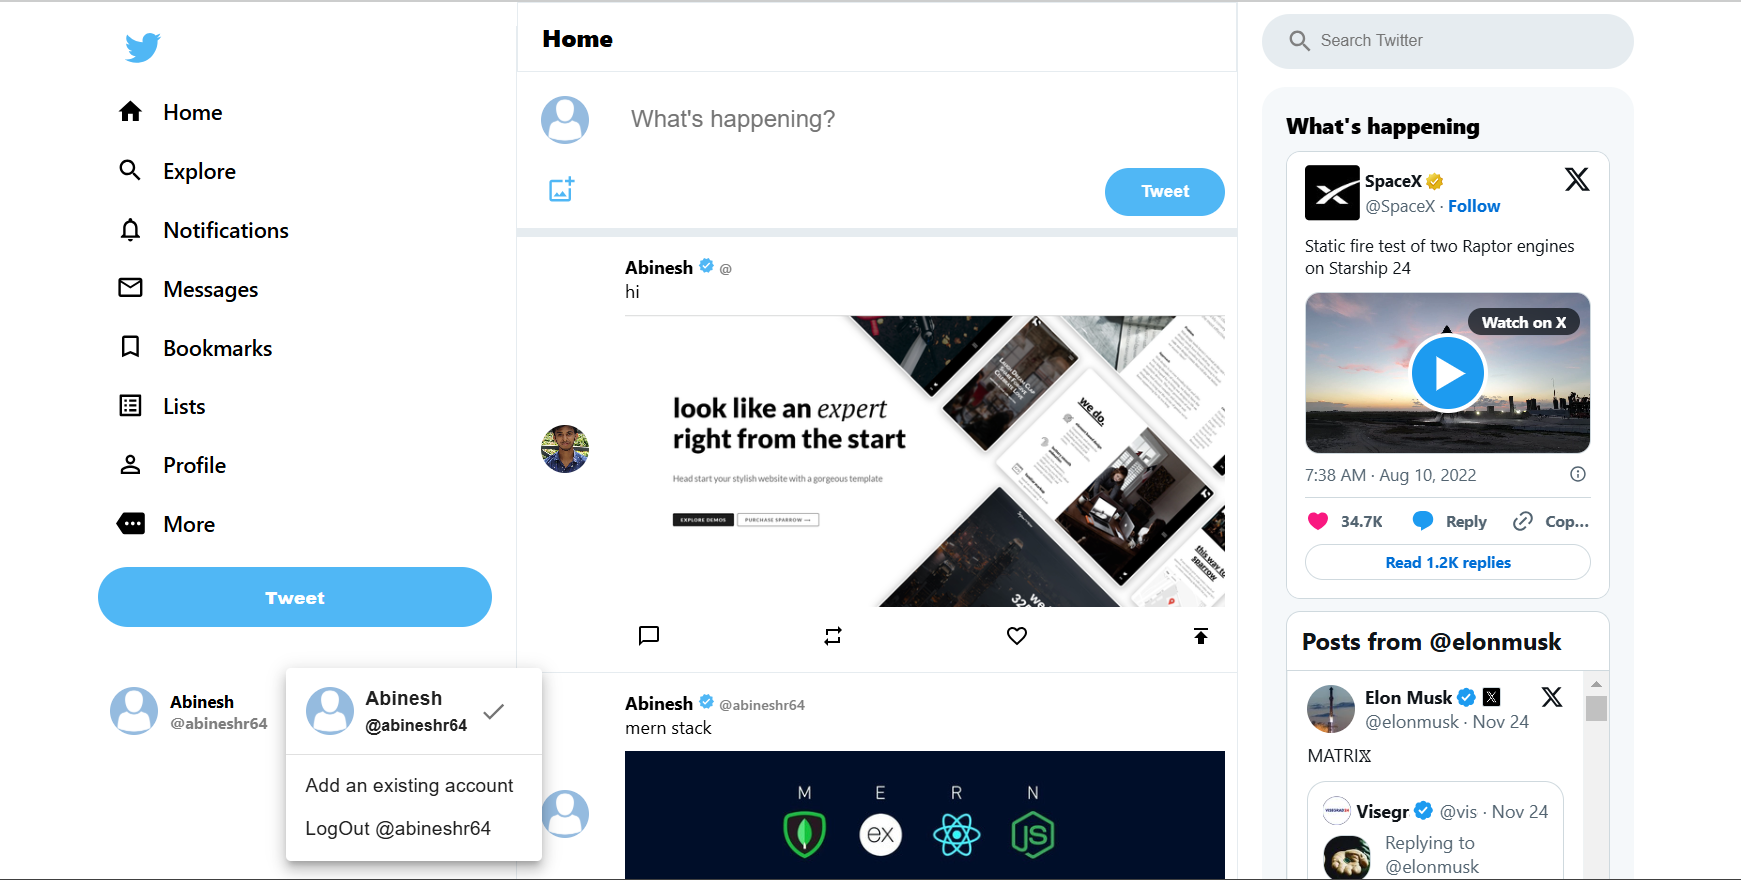 Home
Explore
Notifications
Messages
Bookmarks
Lists
Profile
More
Tweet
Abinesh
@abineshr64
Abinesh
@abineshr64
Add an existing account
LogOut @abineshr64
Home
What's happening?
Tweet
Abinesh @
hi
look like an expert
right from the start
Head start your stylish website with a gorgeous template
EXPLORE DEMOS
PURCHASE SPARROW
we do.
this way to
sparrow
Abinesh @abineshr64
mern stack
M E R N
ex
JS
Search Twitter
What's happening
SpaceX
@SpaceX · Follow
Static fire test of two Raptor engines
on Starship 24
Watch on X
7:38 AM · Aug 10, 2022
34.7K
Reply
Cop...
Read 1.2K replies
Posts from @elonmusk
Elon Musk
@elonmusk · Nov 24
MATRIX
Visegr @vis · Nov 24
Replying to
@elonmusk